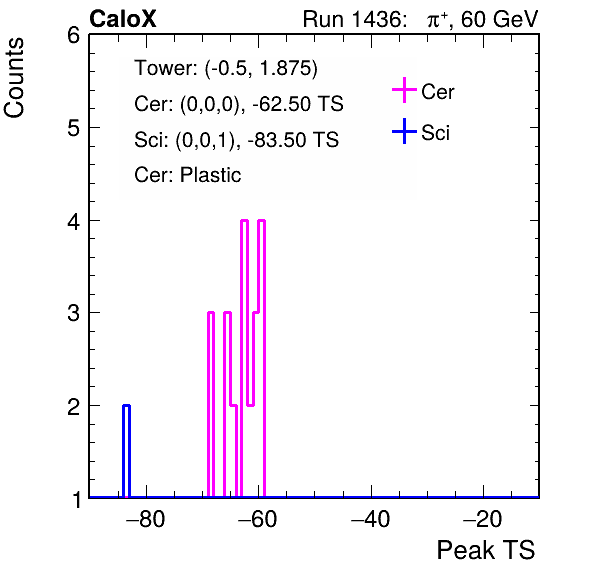 CaloX Run 1436: π⁺, 60 GeV
Counts
Tower: (-0.5, 1.875)
Cer: (0,0,0), -62.50 TS
Sci: (0,0,1), -83.50 TS
Cer: Plastic
Cer
Sci
6
5
4
3
2
1
−80 −60 −40 −20
Peak TS